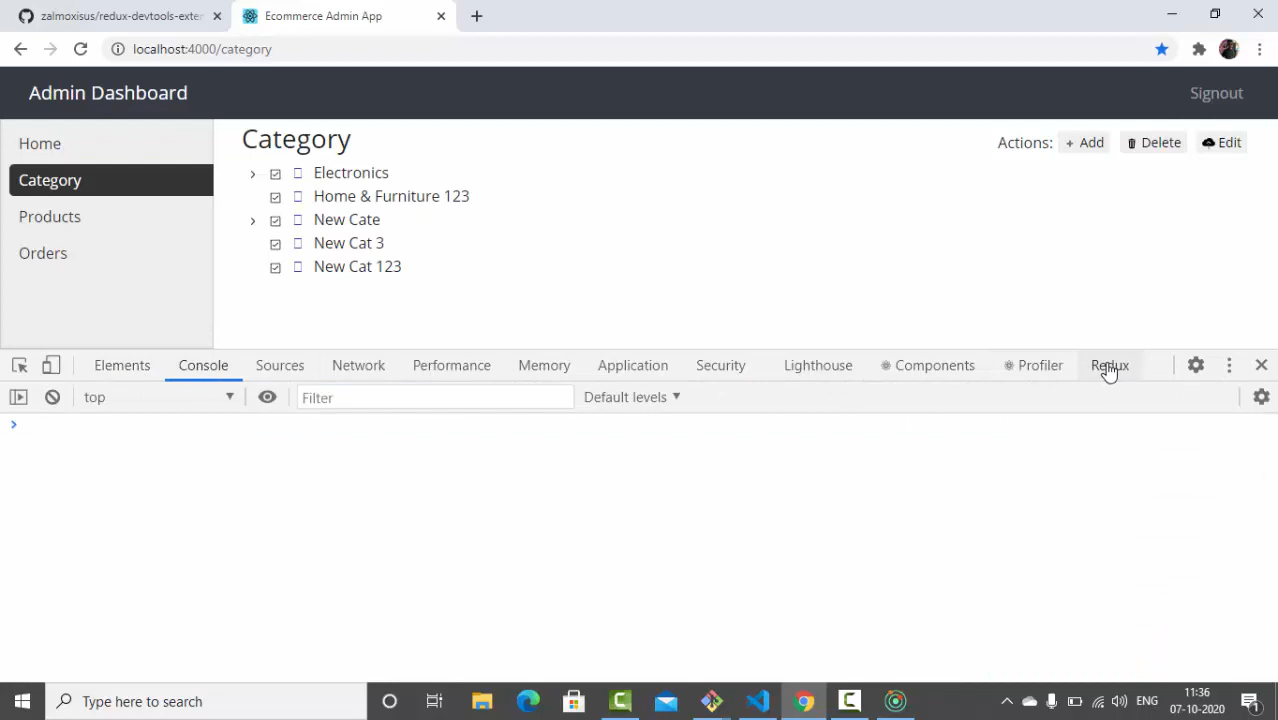 zalmoxisus/redux-devtools-exter
Ecommerce Admin App
localhost:4000/category
Admin Dashboard
Signout
Home
Category
Products
Orders
Category
Actions: + Add Delete Edit
Electronics
Home & Furniture 123
New Cate
New Cat 3
New Cat 123
Elements Console Sources Network Performance Memory Application Security Lighthouse Components Profiler Redux
top Filter Default levels
Type here to search
ENG
11:36
07-10-2020
1